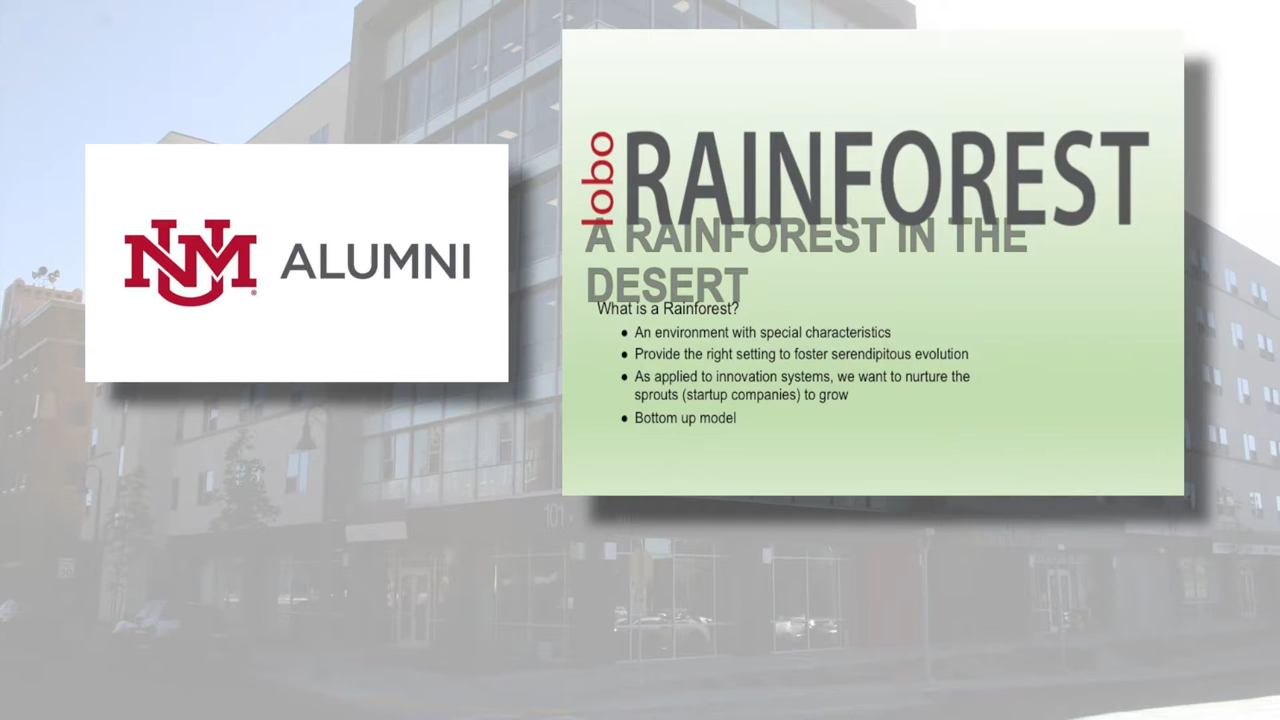 UNM ALUMNI
lobo RAINFOREST
A RAINFOREST IN THE
DESERT
What is a Rainforest?
● An environment with special characteristics
● Provide the right setting to foster serendipitous evolution
● As applied to innovation systems, we want to nurture the
sprouts (startup companies) to grow
● Bottom up model
101